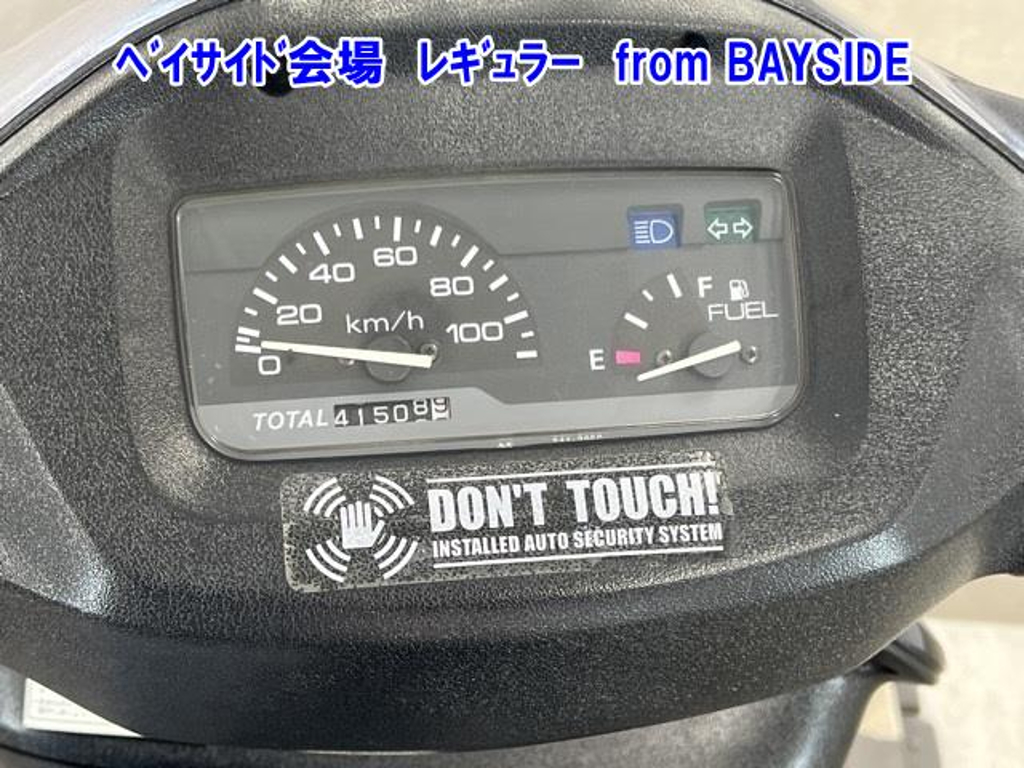 ﾍﾞｲｻｲﾄﾞ会場　ﾚｷﾞｭﾗｰ　from BAYSIDE
0 20 40 60 80 100
km/h
F
FUEL
E
TOTAL 41508
DON'T TOUCH!
INSTALLED AUTO SECURITY SYSTEM